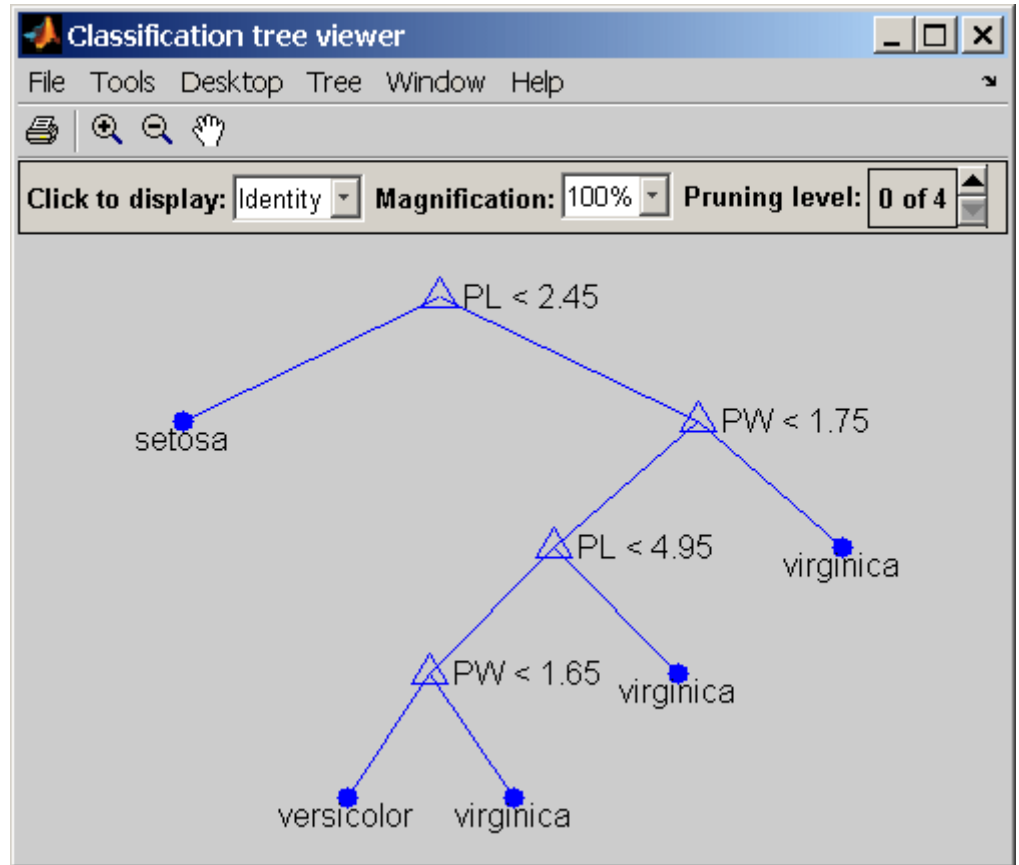 Classification tree viewer
File Tools Desktop Tree Window Help
Click to display: Identity Magnification: 100% Pruning level: 0 of 4
PL < 2.45
setosa
PW < 1.75
PL < 4.95
virginica
PW < 1.65
virginica
versicolor
virginica